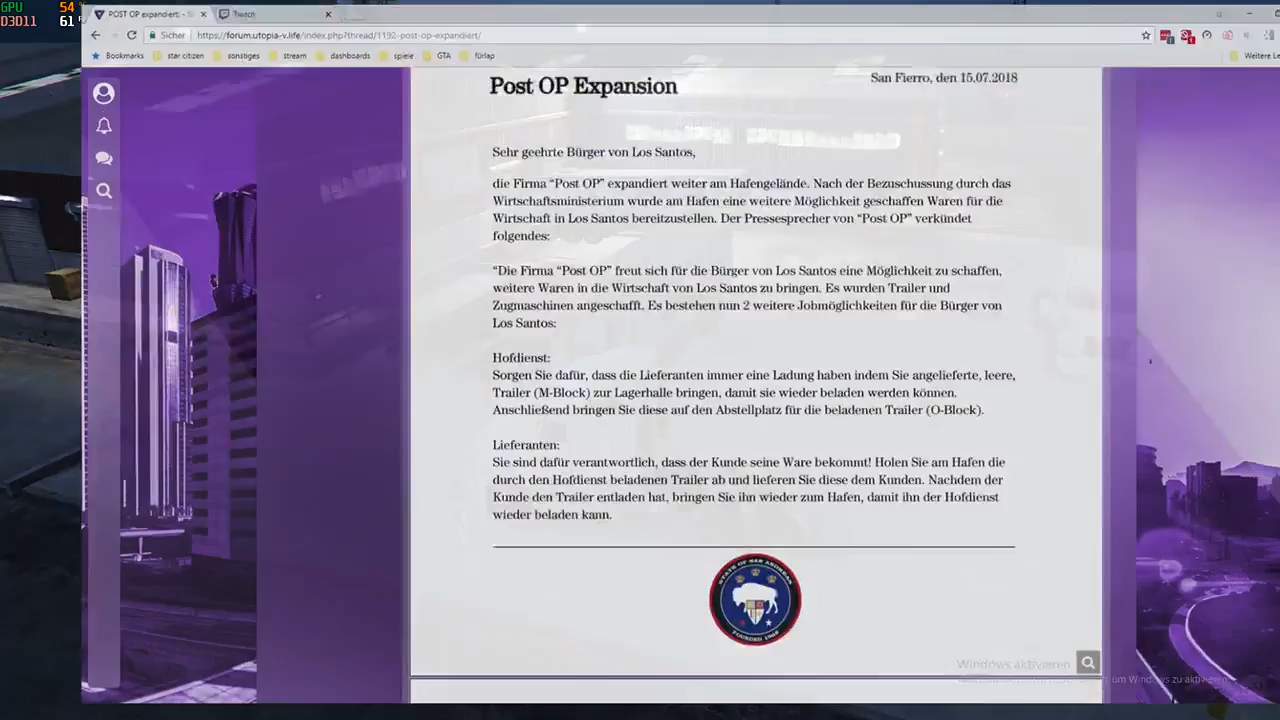 GPU 54 °C
D3D11 61
POST OP expandiert: - S
Twitch
Sicher https://forum.utopia-v.life/index.php?thread/1192-post-op-expandiert/
Bookmarks star citizen sonstiges stream dashboards spiele GTA fürlap Weitere Le
Post OP Expansion
San Fierro, den 15.07.2018
Sehr geehrte Bürger von Los Santos,
die Firma “Post OP” expandiert weiter am Hafengelände. Nach der Bezuschussung durch das
Wirtschaftsministerium wurde am Hafen eine weitere Möglichkeit geschaffen Waren für die
Wirtschaft in Los Santos bereitzustellen. Der Pressesprecher von “Post OP” verkündet
folgendes:
“Die Firma “Post OP” freut sich für die Bürger von Los Santos eine Möglichkeit zu schaffen,
weitere Waren in die Wirtschaft von Los Santos zu bringen. Es wurden Trailer und
Zugmaschinen angeschafft. Es bestehen nun 2 weitere Jobmöglichkeiten für die Bürger von
Los Santos:
Hofdienst:
Sorgen Sie dafür, dass die Lieferanten immer eine Ladung haben indem Sie angelieferte, leere,
Trailer (M-Block) zur Lagerhalle bringen, damit sie wieder beladen werden können.
Anschließend bringen Sie diese auf den Abstellplatz für die beladenen Trailer (O-Block).
Lieferanten:
Sie sind dafür verantwortlich, dass der Kunde seine Ware bekommt! Holen Sie am Hafen die
durch den Hofdienst beladenen Trailer ab und liefern Sie diese dem Kunden. Nachdem der
Kunde den Trailer entladen hat, bringen Sie ihn wieder zum Hafen, damit ihn der Hofdienst
wieder beladen kann.
STATE OF SAN ANDREAS
FOUNDED
Windows aktivieren
um Windows zu aktivieren.